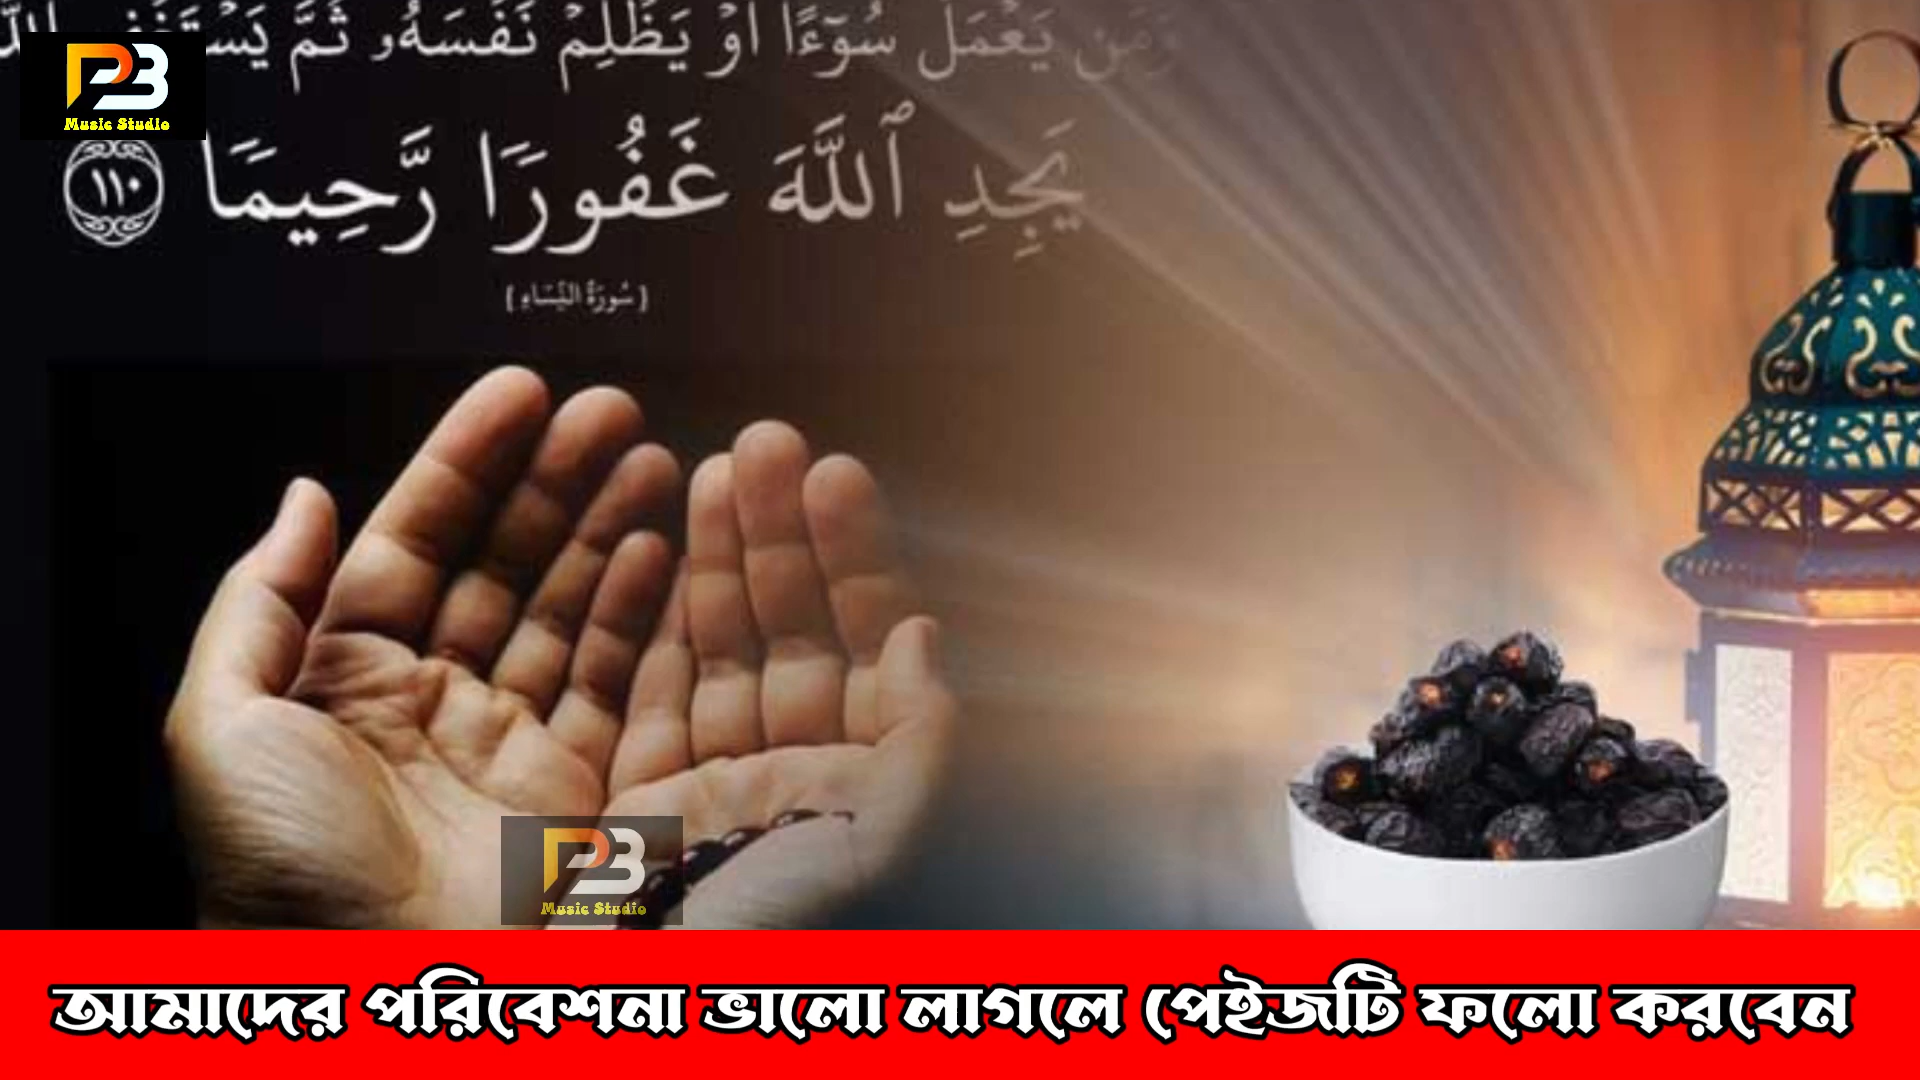 وَمَن يَعْمَلْ سُوٓءًا أَوْ يَظْلِمْ نَفْسَهُۥ ثُمَّ يَسْتَغْفِرِ ٱللَّهَ
يَجِدِ ٱللَّهَ غَفُورًا رَّحِيمًا ١١٠
(سُورَةُ النِّسَاءِ)
PB
Music Studio
PB
Music Studio
আমাদের পরিবেশনা ভালো লাগলে পেইজটি ফলো করবেন